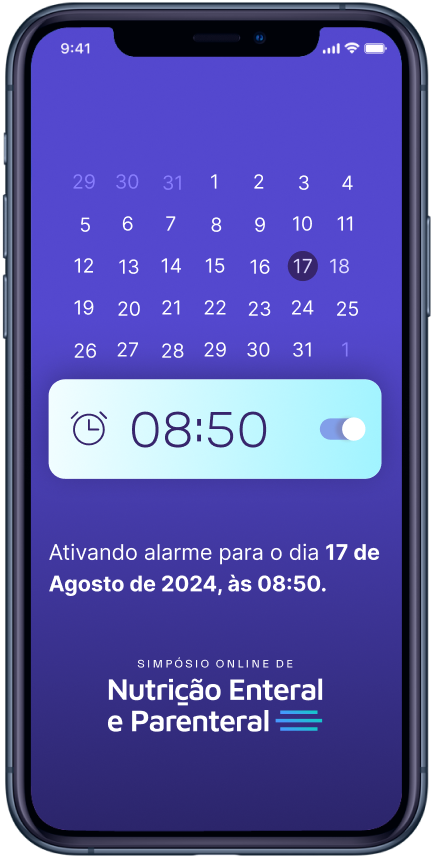 9:41
29 30 31 1 2 3 4
5 6 7 8 9 10 11
12 13 14 15 16 17 18
19 20 21 22 23 24 25
26 27 28 29 30 31 1
08:50
Ativando alarme para o dia 17 de
Agosto de 2024, às 08:50.
SIMPÓSIO ONLINE DE
Nutrição Enteral
e Parenteral